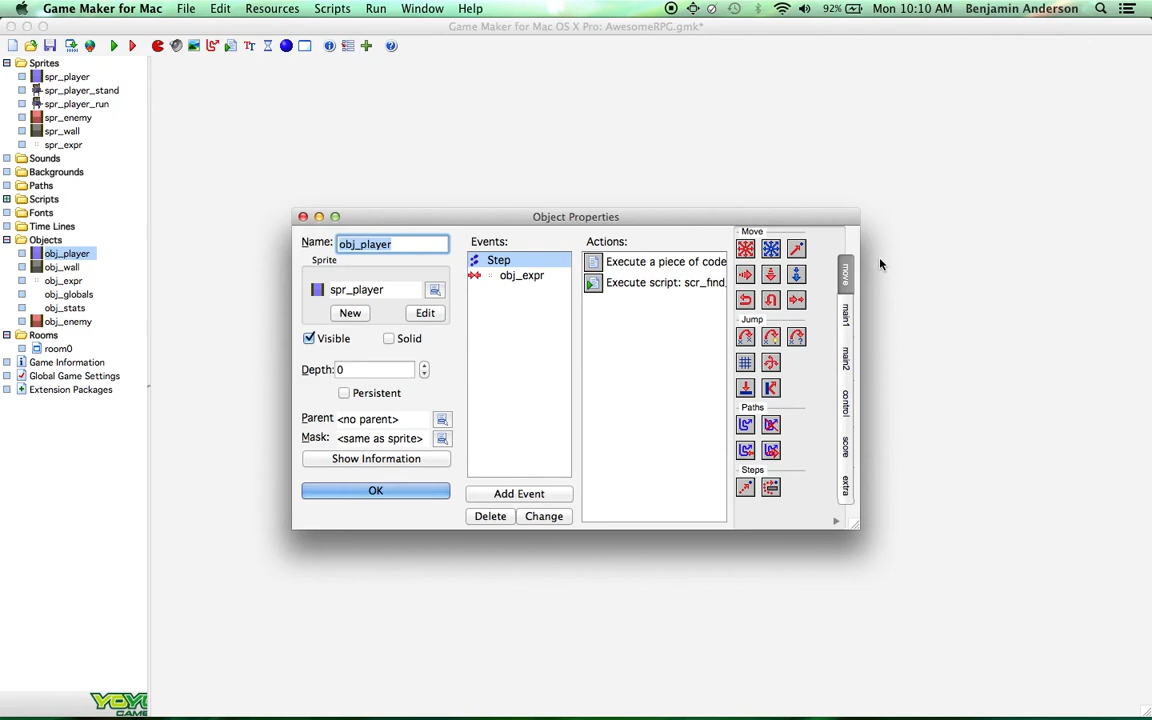 Game Maker for Mac File Edit Resources Scripts Run Window Help 92% Mon 10:10 AM Benjamin Anderson
Game Maker for Mac OS X Pro: AwesomeRPG.gmk*
Sprites
spr_player
spr_player_stand
spr_player_run
spr_enemy
spr_wall
spr_expr
Sounds
Backgrounds
Paths
Scripts
Fonts
Time Lines
Objects
obj_player
obj_wall
obj_expr
obj_globals
obj_stats
obj_enemy
Rooms
room0
Game Information
Global Game Settings
Extension Packages
Object Properties
Name: obj_player
Sprite
spr_player
New Edit
Visible Solid
Depth: 0
Persistent
Parent <no parent>
Mask: <same as sprite>
Show Information
OK
Events:
Step
obj_expr
Add Event
Delete Change
Actions:
Execute a piece of code
Execute script: scr_find_
Move
Jump
Paths
Steps
move
main1
main2
control
score
extra
YOYO
GAME